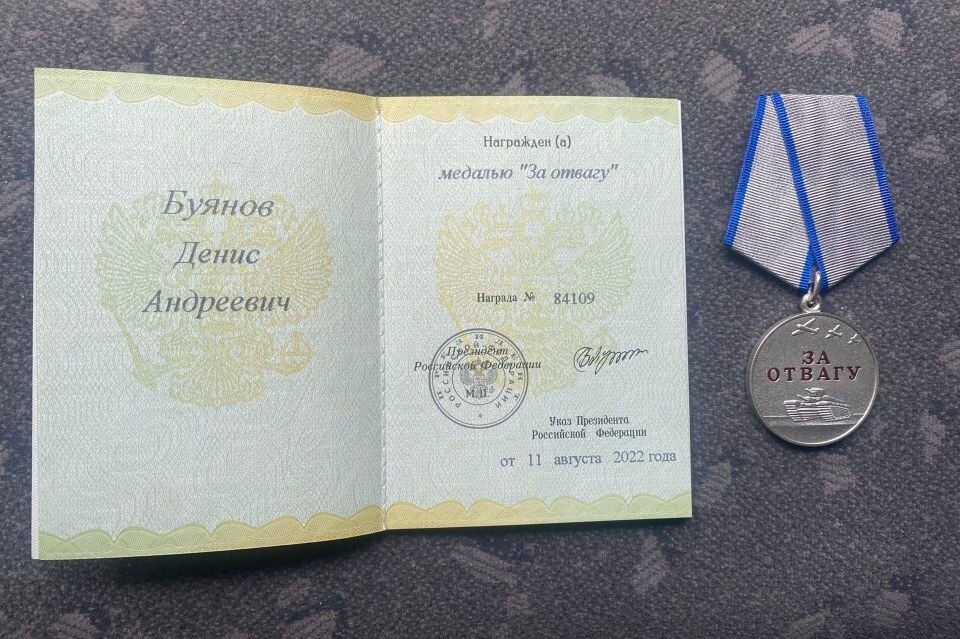 Буянов
Денис
Андреевич
Награжден (а)
медалью "За отвагу"
Награда № 84109
Президент
Российской Федерации
М.П.
Указ Президента
Российской Федерации
от 11 августа 2022 года
ЗА
ОТВАГУ